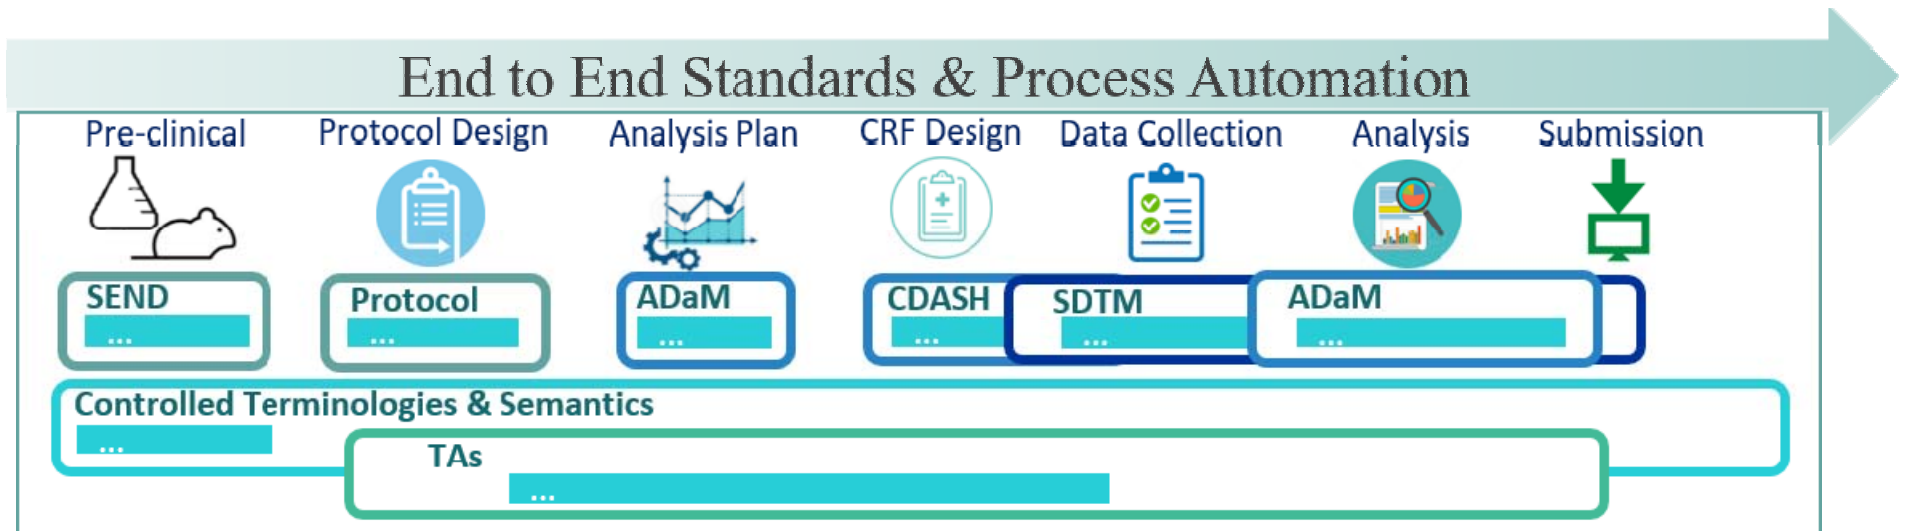 End to End Standards & Process Automation
Pre-clinical Protocol Design Analysis Plan CRF Design Data Collection Analysis Submission
SEND Protocol ADaM CDASH SDTM ADaM
... ... ... ... ... ...
Controlled Terminologies & Semantics
...
TAs
...